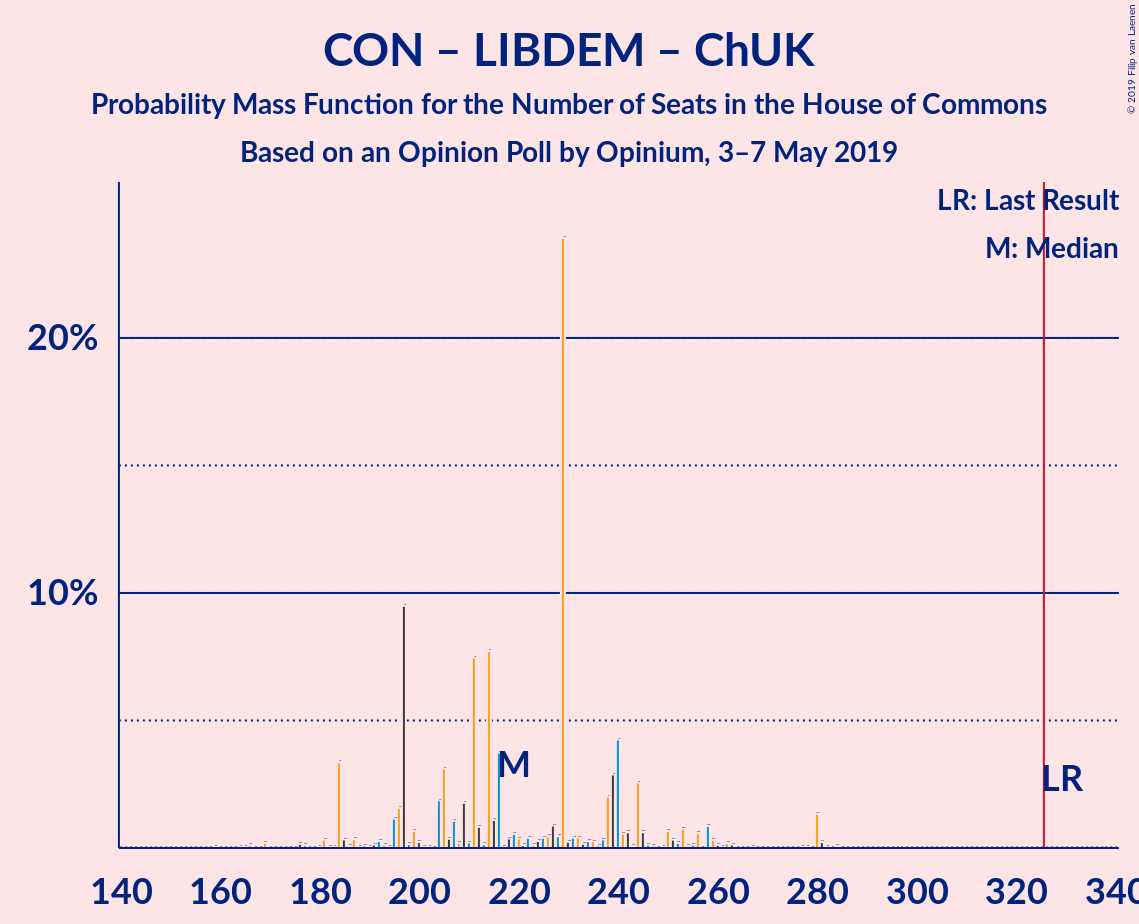 CON – LIBDEM – ChUK
Probability Mass Function for the Number of Seats in the House of Commons
Based on an Opinion Poll by Opinium, 3–7 May 2019
© 2019 Filip van Laenen
LR: Last Result
M: Median
20%
10%
M
LR
140 160 180 200 220 240 260 280 300 320 340